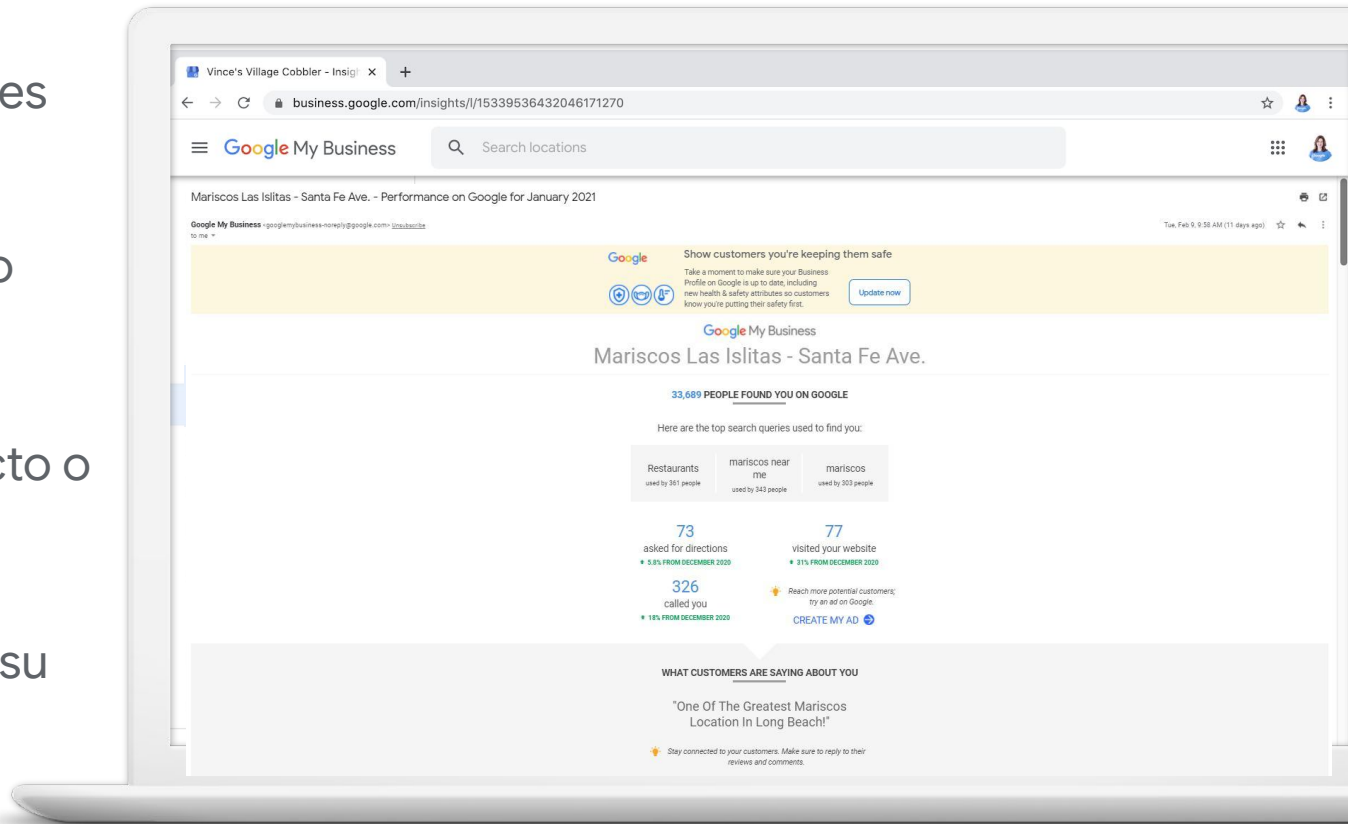 es
o
cto o
su
Vince's Village Cobbler - Insig
business.google.com/insights/l/15339536432046171270
Google My Business
Search locations
Mariscos Las Islitas - Santa Fe Ave. - Performance on Google for January 2021
Google My Business <googlemybusiness-noreply@google.com> Unsubscribe
to me
Tue, Feb 9, 9:58 AM (11 days ago)
Google
Show customers you're keeping them safe
Take a moment to make sure your Business
Profile on Google is up to date, including
new health & safety attributes so customers
know you're putting their safety first.
Update now
Google My Business
Mariscos Las Islitas - Santa Fe Ave.
33,689 PEOPLE FOUND YOU ON GOOGLE
Here are the top search queries used to find you:
Restaurants
used by 361 people
mariscos near
me
used by 343 people
mariscos
used by 303 people
73
asked for directions
5.8% FROM DECEMBER 2020
77
visited your website
31% FROM DECEMBER 2020
326
called you
18% FROM DECEMBER 2020
Reach more potential customers;
try an ad on Google.
CREATE MY AD
WHAT CUSTOMERS ARE SAYING ABOUT YOU
"One Of The Greatest Mariscos
Location In Long Beach!"
Stay connected to your customers. Make sure to reply to their
reviews and comments.